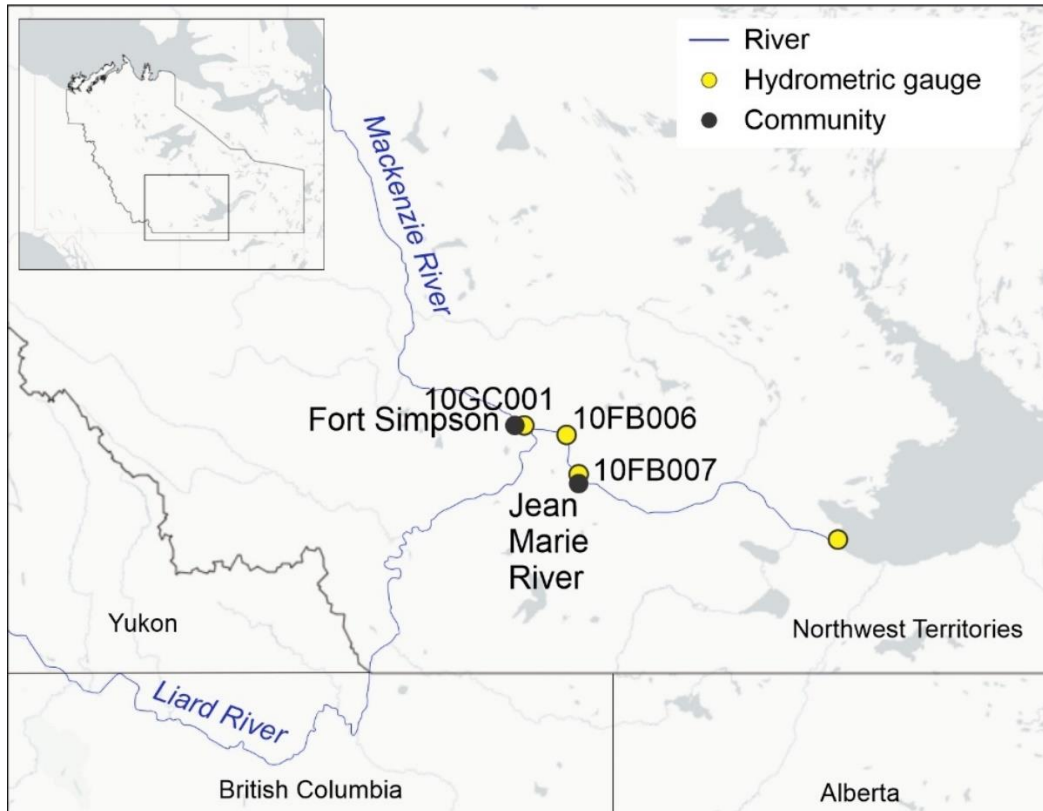 River
Hydrometric gauge
Community
Mackenzie River
10GC001
Fort Simpson
10FB006
10FB007
Jean
Marie
River
Yukon
Northwest Territories
Liard River
British Columbia
Alberta